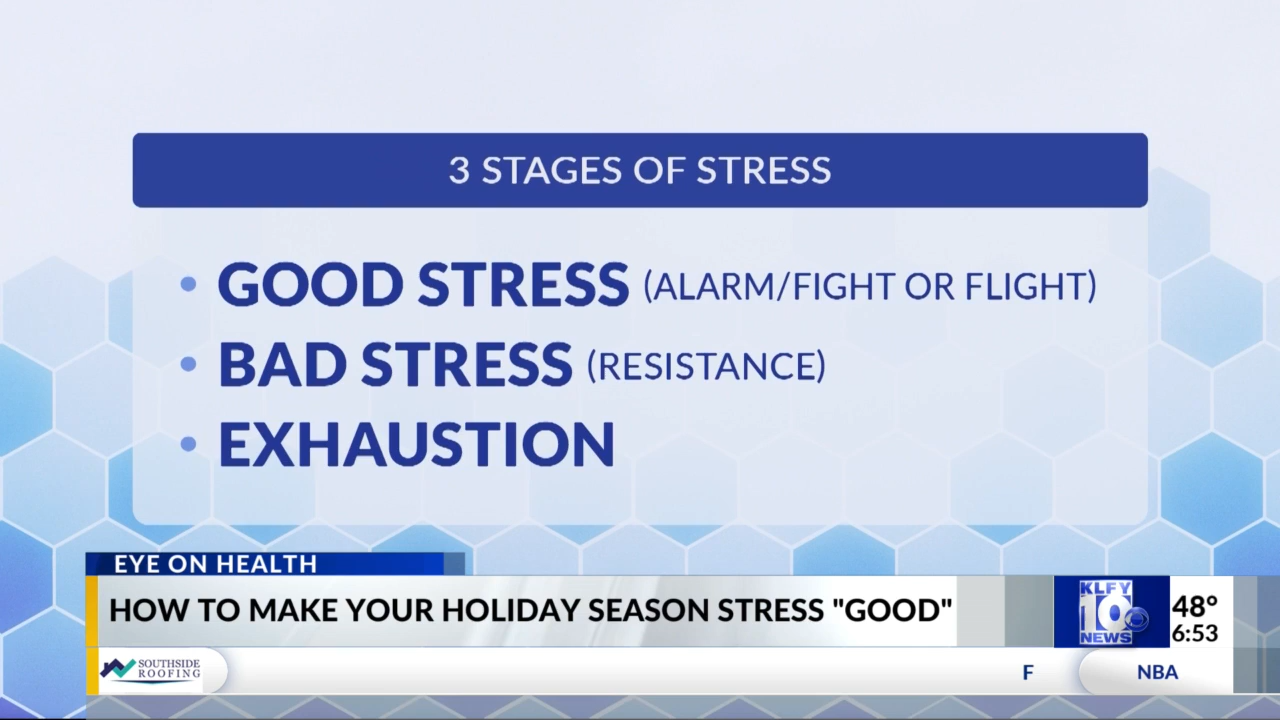 3 STAGES OF STRESS
• GOOD STRESS (ALARM/FIGHT OR FLIGHT)
• BAD STRESS (RESISTANCE)
• EXHAUSTION
EYE ON HEALTH
HOW TO MAKE YOUR HOLIDAY SEASON STRESS "GOOD"
KLFY
10
NEWS
48°
6:53
SOUTHSIDE
ROOFING
F
NBA